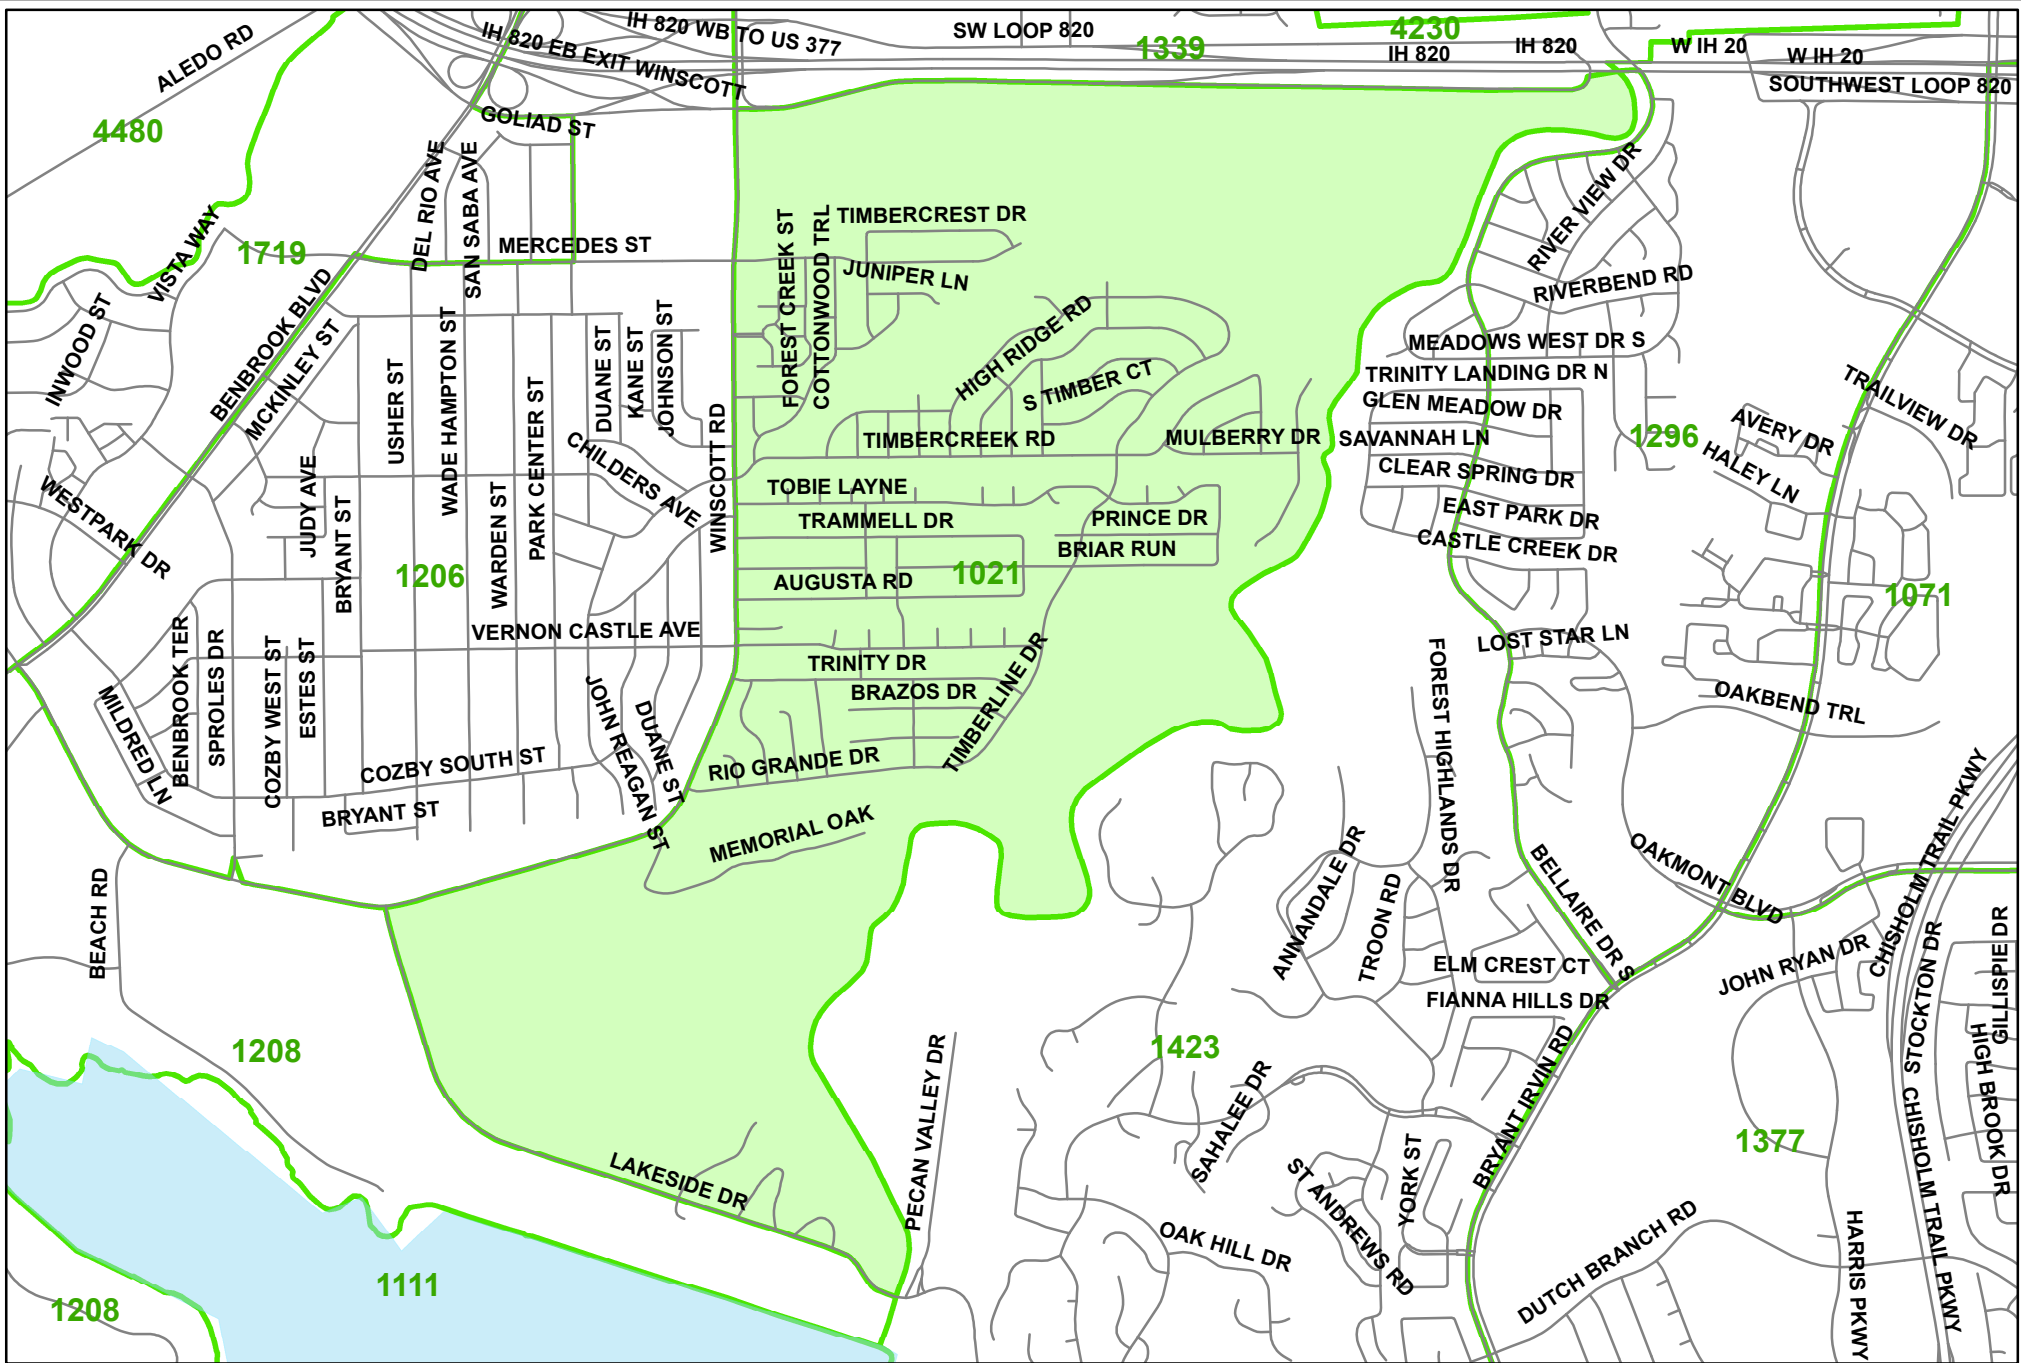 ALEDO RD
IH 820 EB EXIT WINSCOTT
IH 820 WB TO US 377
SW LOOP 820
1339
4230
IH 820
IH 820
W IH 20
W IH 20
SOUTHWEST LOOP 820
4480
GOLIAD ST
DEL RIO AVE
SAN SABA AVE
MERCEDES ST
1719
VISTA WAY
INWOOD ST
BENBROOK BLVD
MCKINLEY ST
FOREST CREEK ST
COTTONWOOD TRL
TIMBERCREST DR
JUNIPER LN
HIGH RIDGE RD
S TIMBER CT
TIMBERCREEK RD
MULBERRY DR
RIVER VIEW DR
RIVERBEND RD
MEADOWS WEST DR S
TRINITY LANDING DR N
GLEN MEADOW DR
SAVANNAH LN
CLEAR SPRING DR
EAST PARK DR
CASTLE CREEK DR
1296
AVERY DR
HALEY LN
TRAILVIEW DR
USHER ST
WADE HAMPTON ST
PARK CENTER ST
DUANE ST
KANE ST
JOHNSON ST
CHILDERS AVE
WINSCOTT RD
TOBIE LAYNE
TRAMMELL DR
PRINCE DR
BRIAR RUN
1021
AUGUSTA RD
WESTPARK DR
JUDY AVE
BRYANT ST
1206
WARDEN ST
VERNON CASTLE AVE
TRINITY DR
BRAZOS DR
TIMBERLINE DR
RIO GRANDE DR
MEMORIAL OAK
1071
LOST STAR LN
OAKBEND TRL
FOREST HIGHLANDS DR
MILDRED LN
BENBROOK TER
SPROLES DR
COZBY WEST ST
ESTES ST
COZBY SOUTH ST
BRYANT ST
JOHN REAGAN ST
DUANE ST
BEACH RD
1208
LAKESIDE DR
PECAN VALLEY DR
1111
1208
ANNANDALE DR
TROON RD
ELM CREST CT
FIANNA HILLS DR
BELLAIRE DR S
OAKMONT BLVD
JOHN RYAN DR
CHISHOLM TRAIL PKWY
STOCKTON DR
GILLISPIE DR
HIGH BROOK DR
1423
SAHALEE DR
ST ANDREWS RD
YORK ST
BRYANT IRVIN RD
OAK HILL DR
1377
DUTCH BRANCH RD
HARRIS PKWY
CHISHOLM TRAIL PKWY